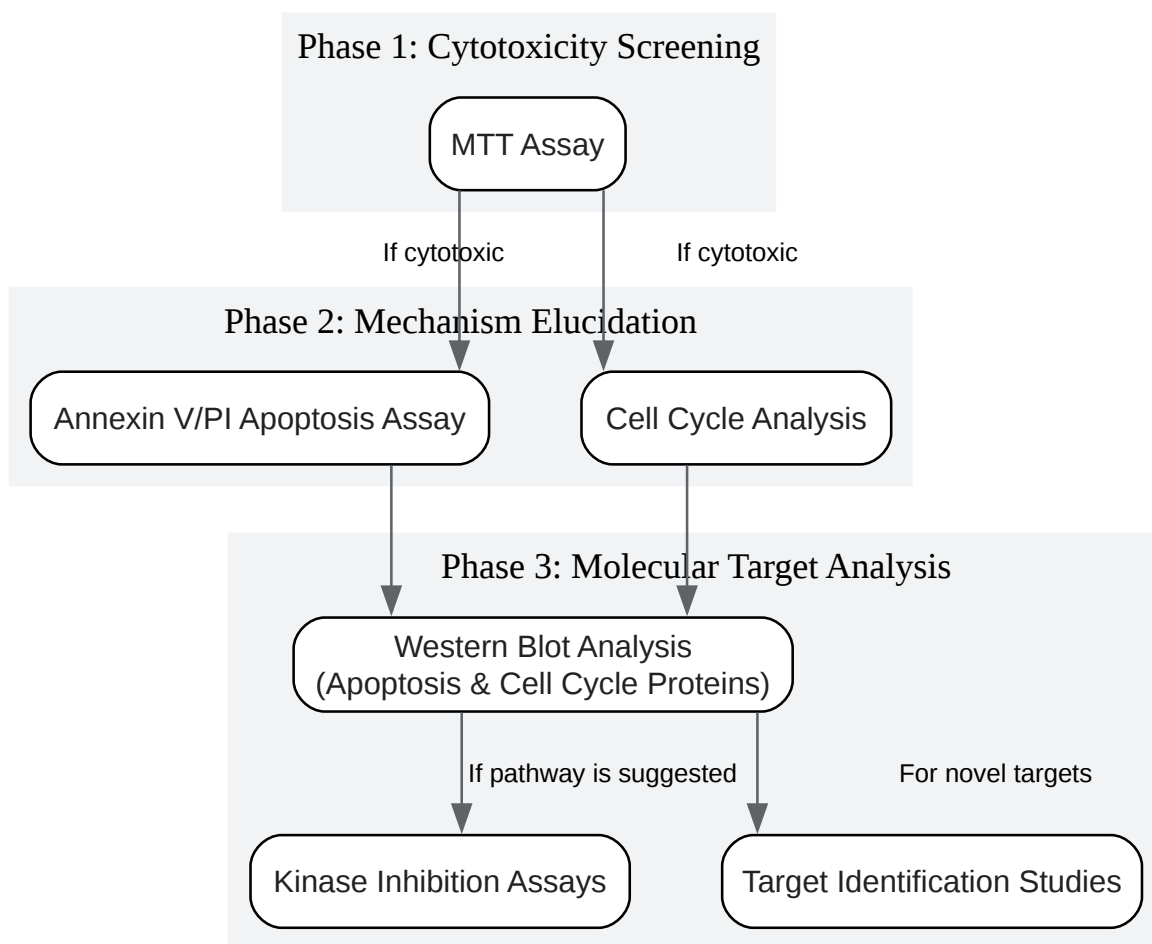 Phase 1: Cytotoxicity Screening
MTT Assay
If cytotoxic
If cytotoxic
Phase 2: Mechanism Elucidation
Annexin V/PI Apoptosis Assay
Cell Cycle Analysis
Phase 3: Molecular Target Analysis
Western Blot Analysis
(Apoptosis & Cell Cycle Proteins)
If pathway is suggested
For novel targets
Kinase Inhibition Assays
Target Identification Studies